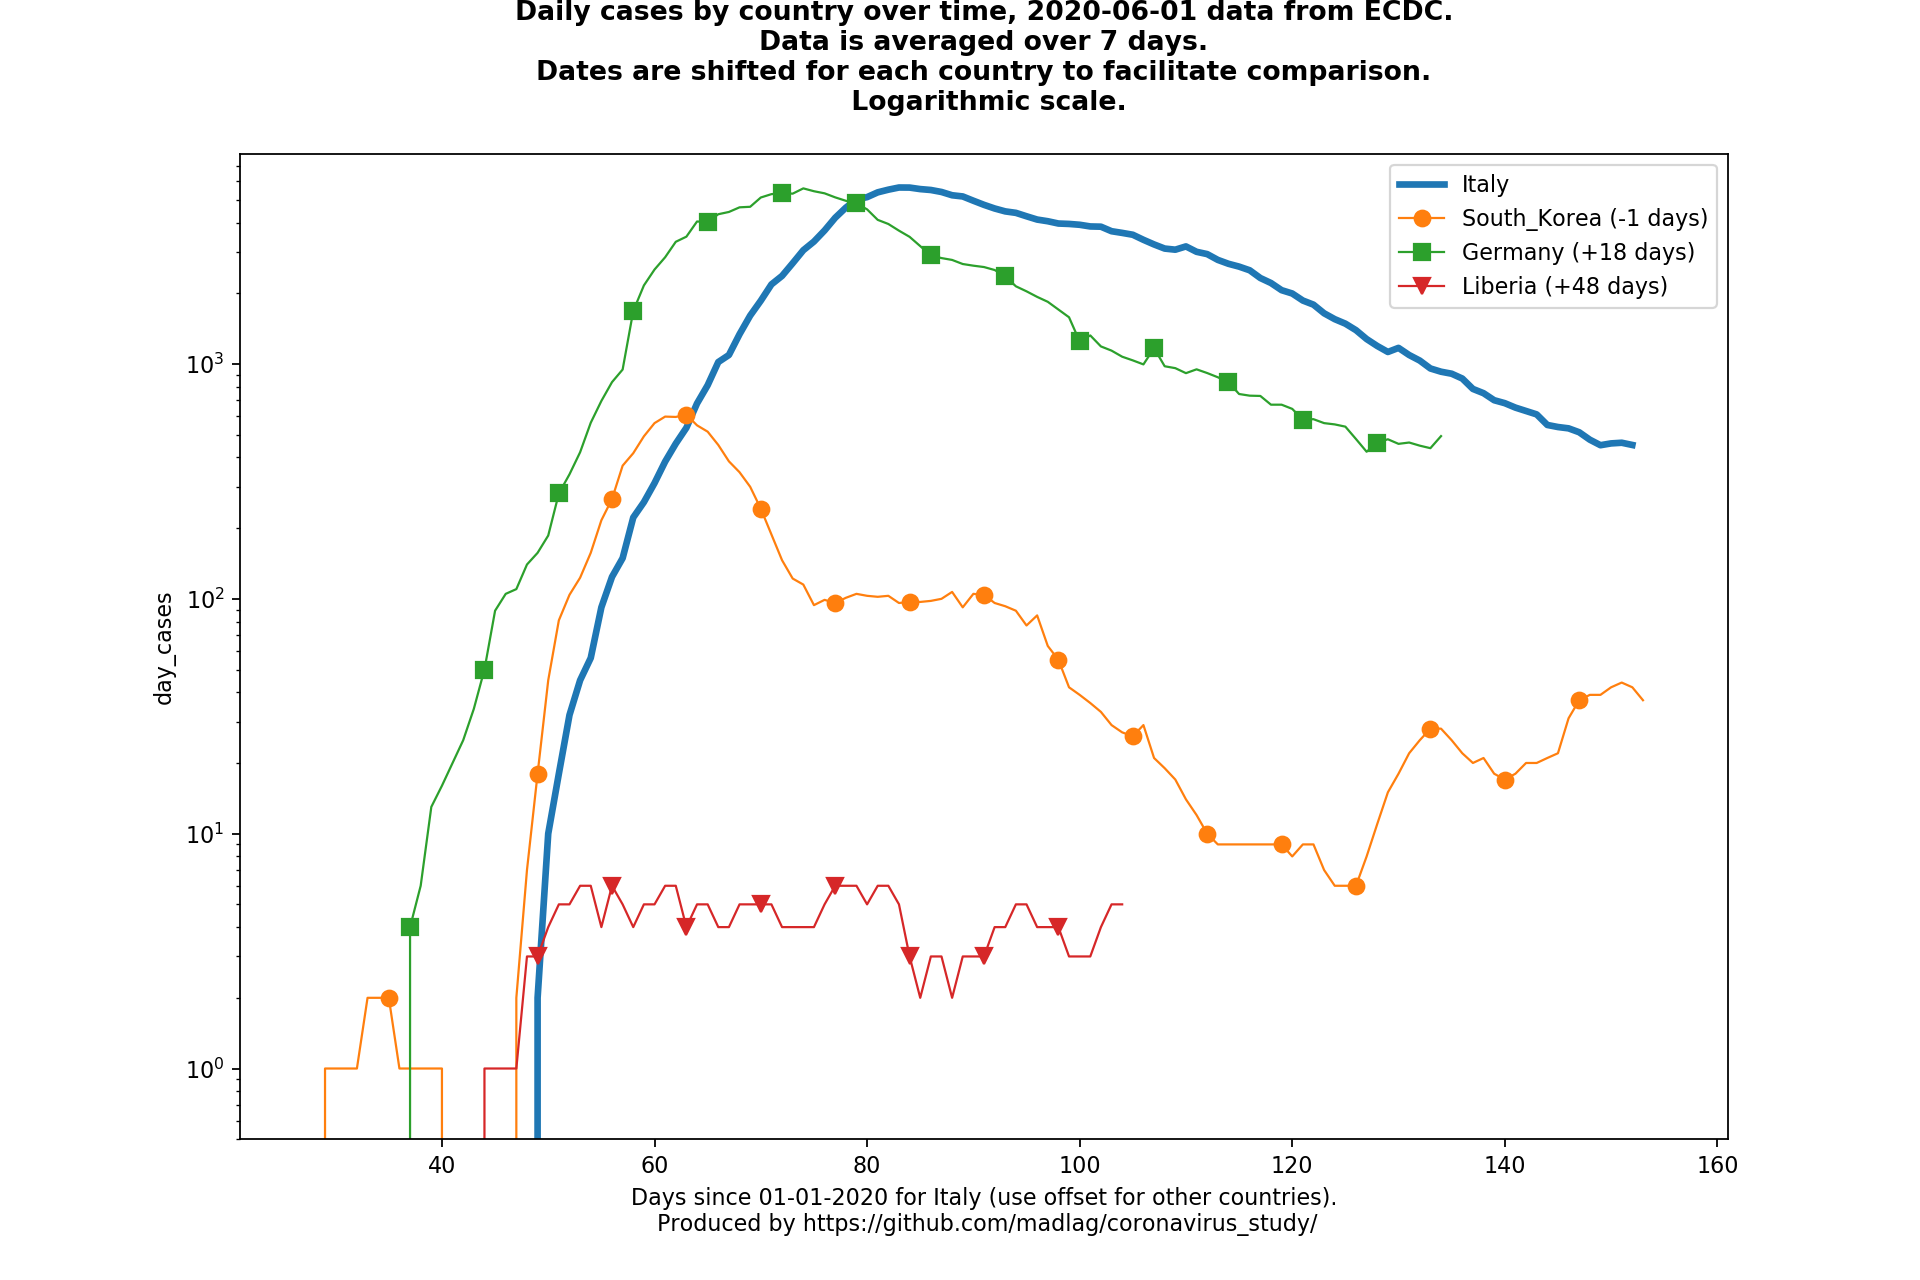 Daily cases by country over time, 2020-06-01 data from ECDC.
Data is averaged over 7 days.
Dates are shifted for each country to facilitate comparison.
Logarithmic scale.
Italy
South_Korea (-1 days)
Germany (+18 days)
Liberia (+48 days)
10³
10²
10¹
10⁰
day_cases
40 60 80 100 120 140 160
Days since 01-01-2020 for Italy (use offset for other countries).
Produced by https://github.com/madlag/coronavirus_study/